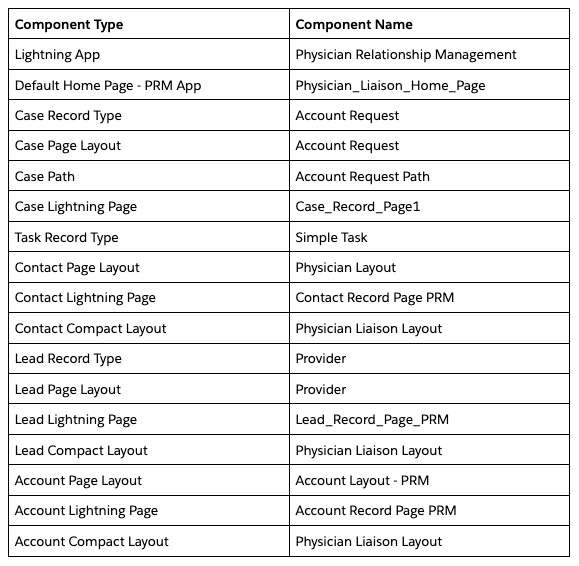 Component Type Component Name
Lightning App Physician Relationship Management
Default Home Page - PRM App Physician_Liaison_Home_Page
Case Record Type Account Request
Case Page Layout Account Request
Case Path Account Request Path
Case Lightning Page Case_Record_Page1
Task Record Type Simple Task
Contact Page Layout Physician Layout
Contact Lightning Page Contact Record Page PRM
Contact Compact Layout Physician Liaison Layout
Lead Record Type Provider
Lead Page Layout Provider
Lead Lightning Page Lead_Record_Page_PRM
Lead Compact Layout Physician Liaison Layout
Account Page Layout Account Layout - PRM
Account Lightning Page Account Record Page PRM
Account Compact Layout Physician Liaison Layout